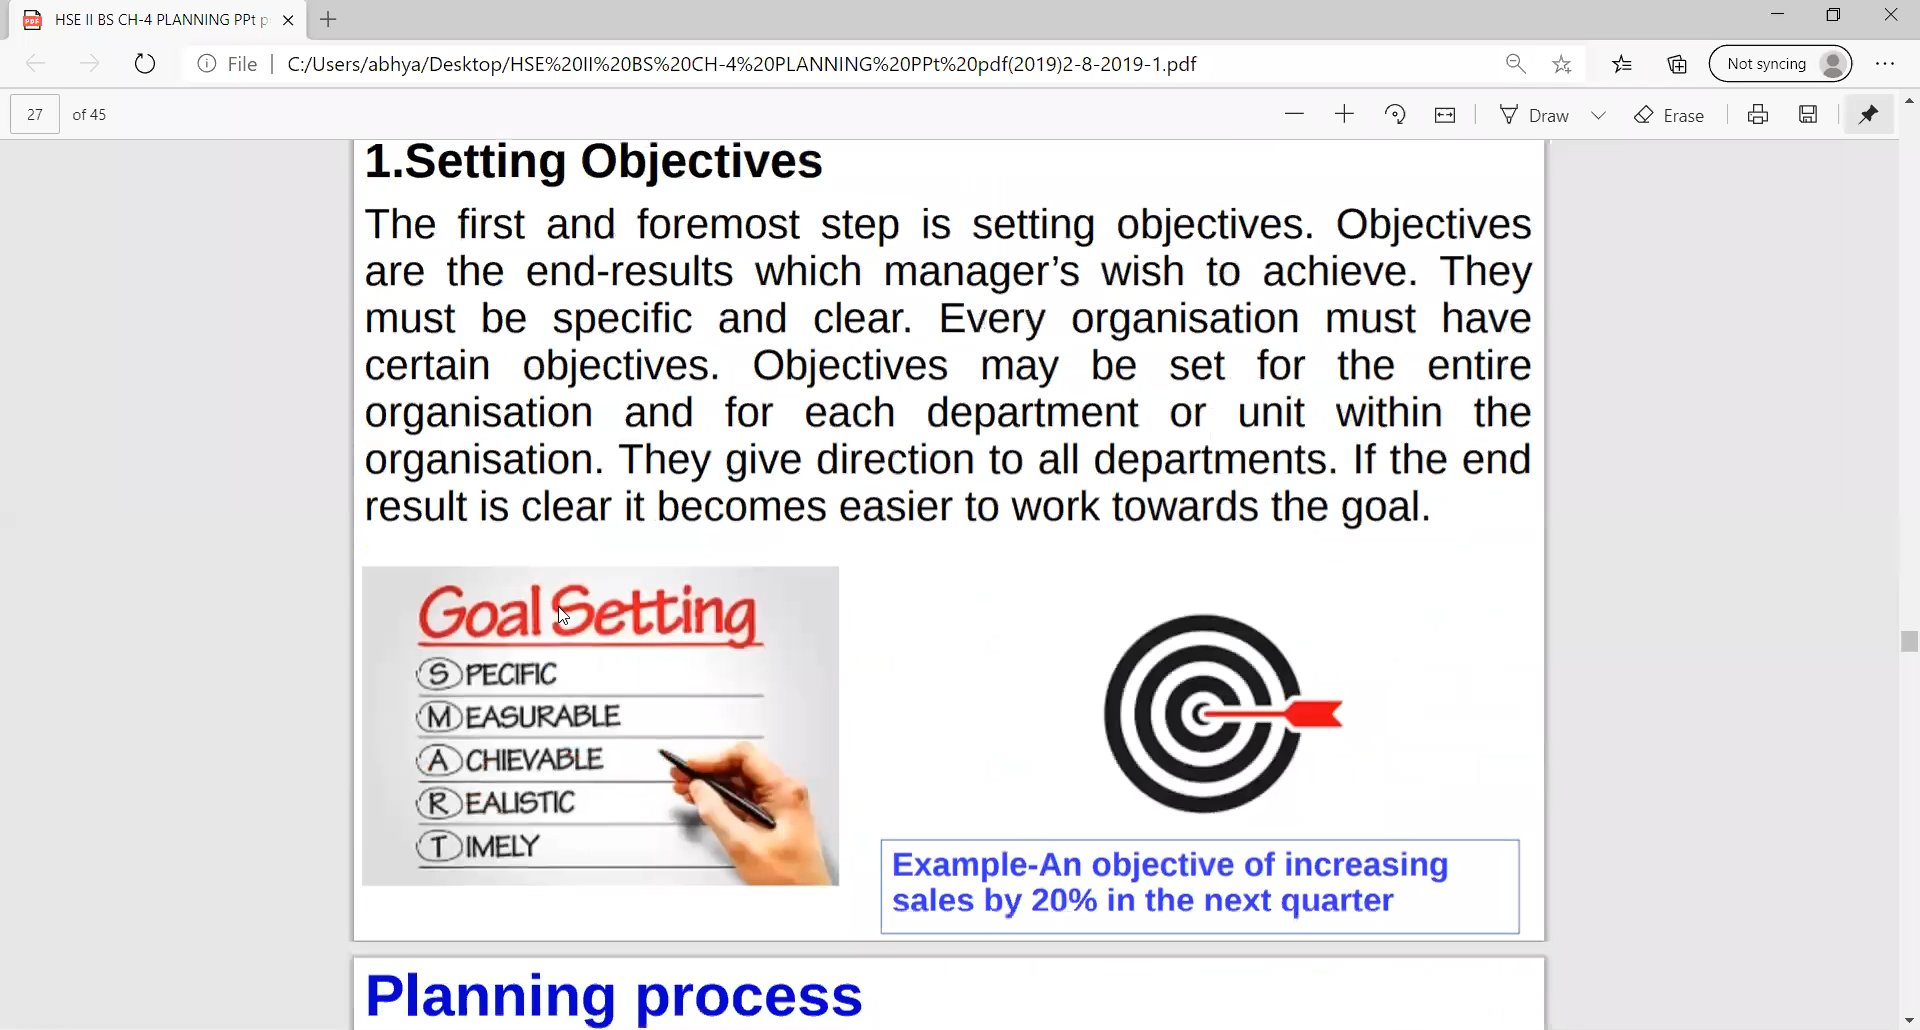 HSE II BS CH-4 PLANNING PPt p
File
C:/Users/abhya/Desktop/HSE%20II%20BS%20CH-4%20PLANNING%20PPt%20pdf(2019)2-8-2019-1.pdf
Not syncing
27 of 45
Draw
Erase
1.Setting Objectives
The first and foremost step is setting objectives. Objectives
are the end-results which manager’s wish to achieve. They
must be specific and clear. Every organisation must have
certain objectives. Objectives may be set for the entire
organisation and for each department or unit within the
organisation. They give direction to all departments. If the end
result is clear it becomes easier to work towards the goal.
Goal Setting
SPECIFIC
MEASURABLE
ACHIEVABLE
REALISTIC
TIMELY
Example-An objective of increasing
sales by 20% in the next quarter
Planning process